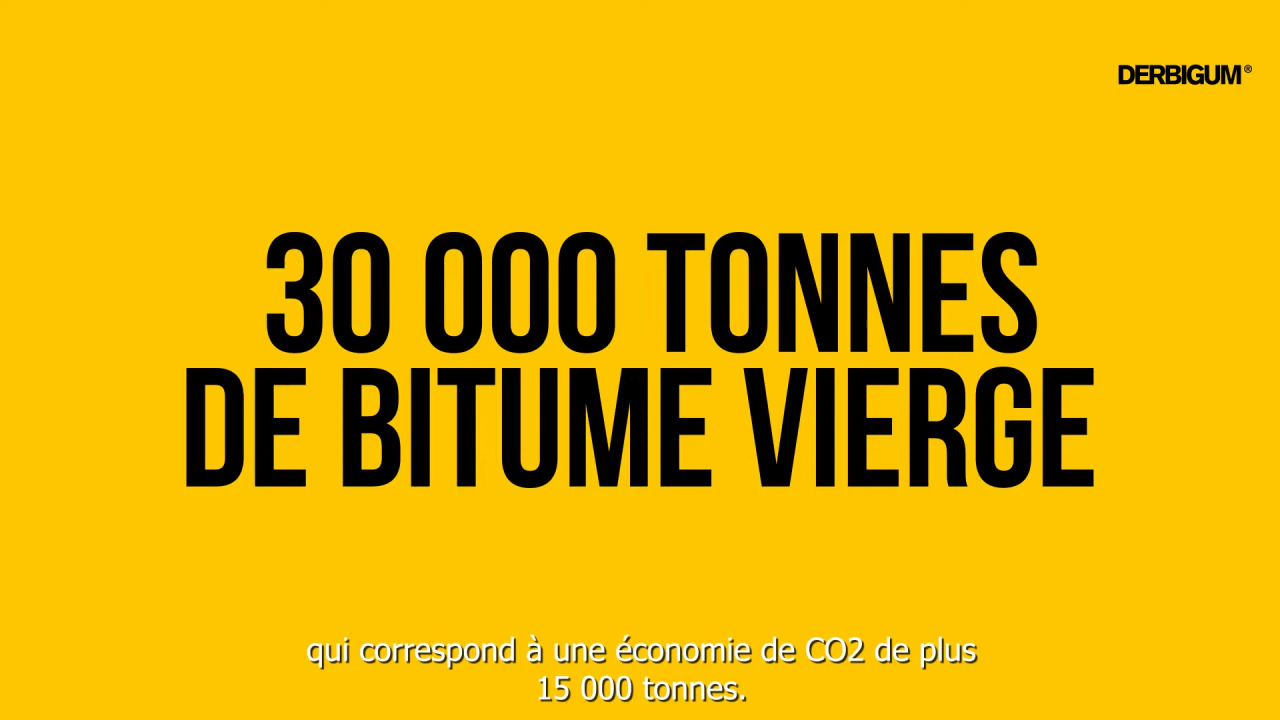 DERBIGUM®
30 000 TONNES
DE BITUME VIERGE
qui correspond à une économie de CO2 de plus
15 000 tonnes.